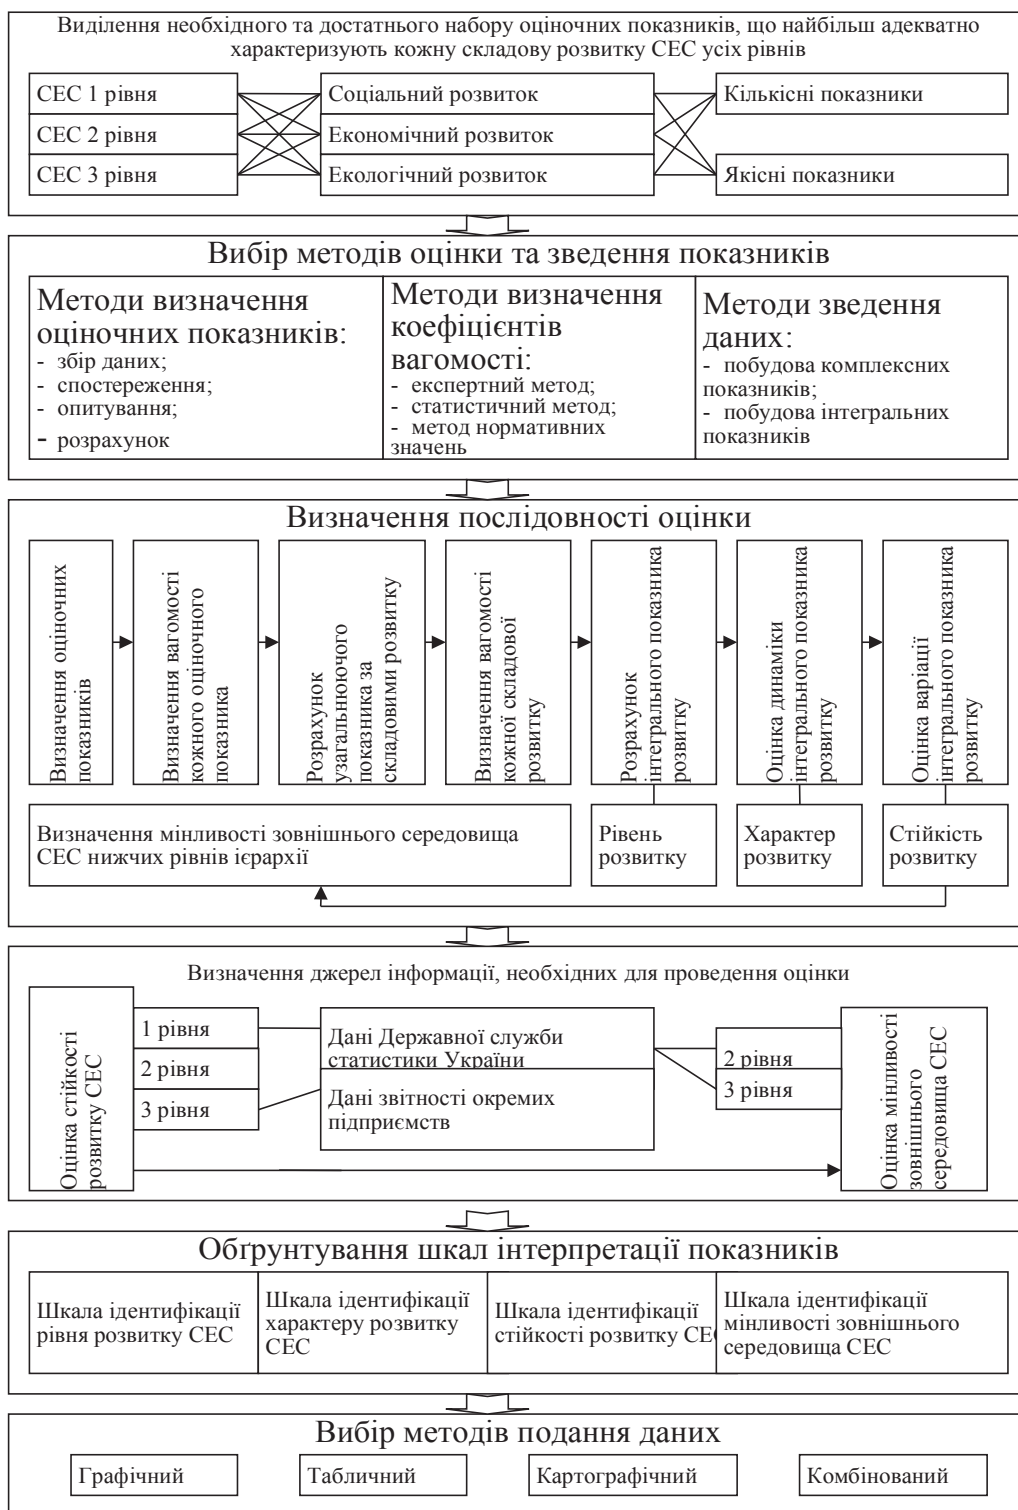 Виділення необхідного та достатнього набору оціночних показників, що найбільш адекватно
характеризують кожну складову розвитку СЕС усіх рівнів
СЕС 1 рівня
СЕС 2 рівня
СЕС 3 рівня
Соціальний розвиток
Економічний розвиток
Екологічний розвиток
Кількісні показники
Якісні показники
Вибір методів оцінки та зведення показників
Методи визначення
оціночних показників:
- збір даних;
- спостереження;
- опитування;
- розрахунок
Методи визначення
коефіцієнтів
вагомості:
- експертний метод;
- статистичний метод;
- метод нормативних
значень
Методи зведення
даних:
- побудова комплексних
показників;
- побудова інтегральних
показників
Визначення послідовності оцінки
Визначення оціночних
показників
Визначення вагомості
кожного оціночного
показника
Розрахунок
узагальнюючого
показника за
складовими розвитку
Визначення вагомості
кожної складової
розвитку
Розрахунок
інтегрального показника
розвитку
Оцінка динаміки
інтегрального показника
розвитку
Оцінка варіації
інтегрального показника
розвитку
Визначення мінливості зовнішнього середовища
СЕС нижчих рівнів ієрархії
Рівень
розвитку
Характер
розвитку
Стійкість
розвитку
Визначення джерел інформації, необхідних для проведення оцінки
Оцінка стійкості
розвитку СЕС
1 рівня
2 рівня
3 рівня
Дані Державної служби
статистики України
Дані звітності окремих
підприємств
2 рівня
3 рівня
Оцінка мінливості
зовнішнього
середовища СЕС
Обґрунтування шкал інтерпретації показників
Шкала ідентифікації
рівня розвитку СЕС
Шкала ідентифікації
характеру розвитку
СЕС
Шкала ідентифікації
стійкості розвитку СЕС
Шкала ідентифікації
мінливості зовнішнього
середовища СЕС
Вибір методів подання даних
Графічний
Табличний
Картографічний
Комбінований